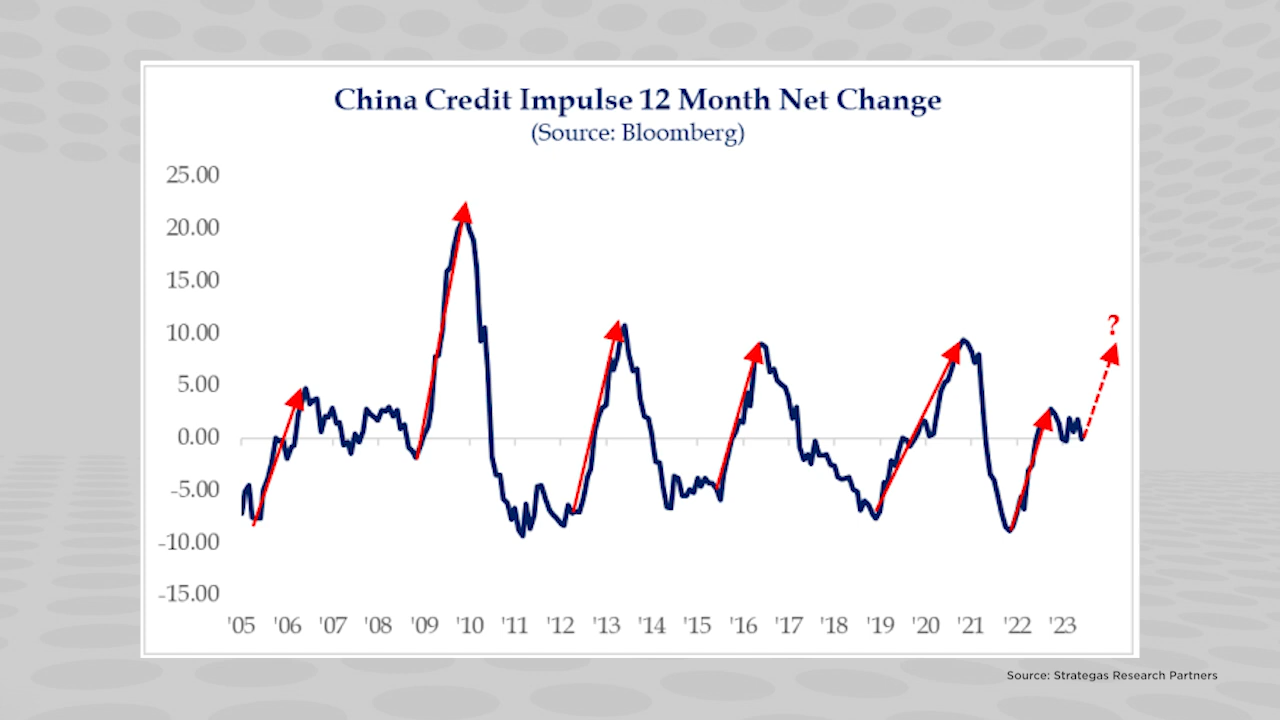 China Credit Impulse 12 Month Net Change
(Source: Bloomberg)
25.00
20.00
15.00
10.00
5.00
0.00
-5.00
-10.00
-15.00
?
'05 '06 '07 '08 '09 '10 '11 '12 '13 '14 '15 '16 '17 '18 '19 '20 '21 '22 '23
Source: Strategas Research Partners